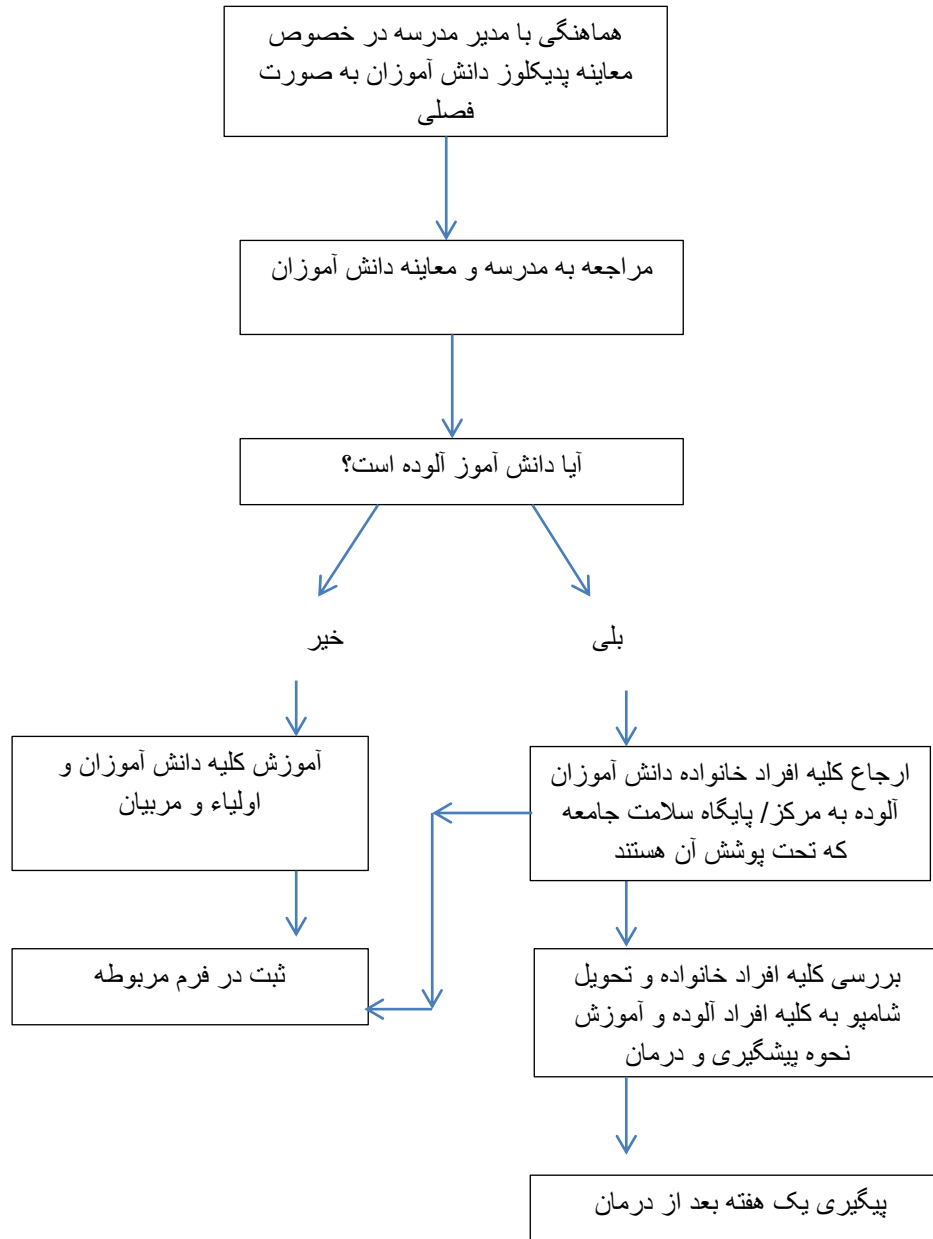 هماهنگی با مدیر مدرسه در خصوص
معاینه پدیکلوز دانش آموزان به صورت
فصلی
مراجعه به مدرسه و معاینه دانش آموزان
آیا دانش آموز آلوده است؟
بلی
خیر
ارجاع کلیه افراد خانواده دانش آموزان
آلوده به مرکز/ پایگاه سلامت جامعه
که تحت پوشش آن هستند
آموزش کلیه دانش آموزان و
اولیاء و مربیان
بررسی کلیه افراد خانواده و تحویل
شامپو به کلیه افراد آلوده و آموزش
نحوه پیشگیری و درمان
ثبت در فرم مربوطه
پیگیری یک هفته بعد از درمان